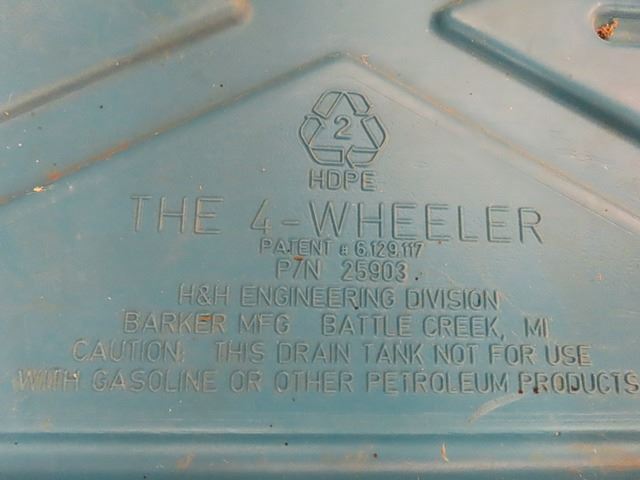 2
HDPE
THE 4-WHEELER
PATENT # 6,129,117
P/N 25903
H&H ENGINEERING DIVISION
BARKER MFG BATTLE CREEK, MI
CAUTION: THIS DRAIN TANK NOT FOR USE
WITH GASOLINE OR OTHER PETROLEUM PRODUCTS